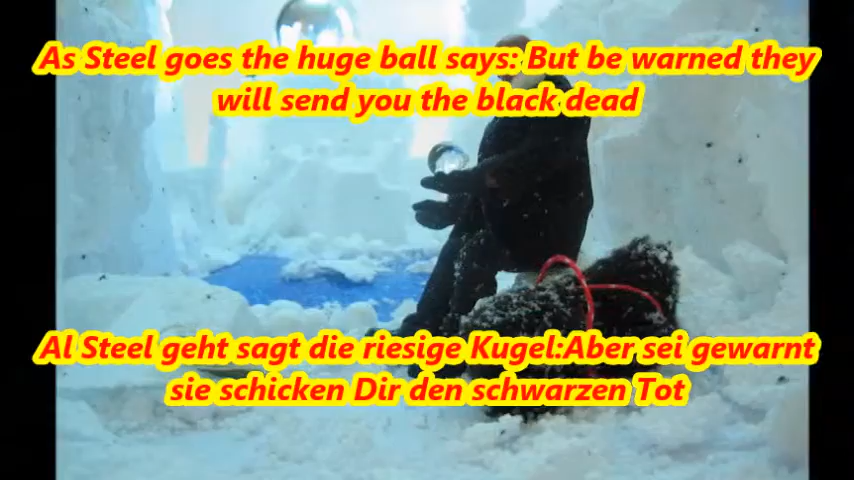 As Steel goes the huge ball says: But be warned they
will send you the black dead
Al Steel geht sagt die riesige Kugel:Aber sei gewarnt
sie schicken Dir den schwarzen Tot